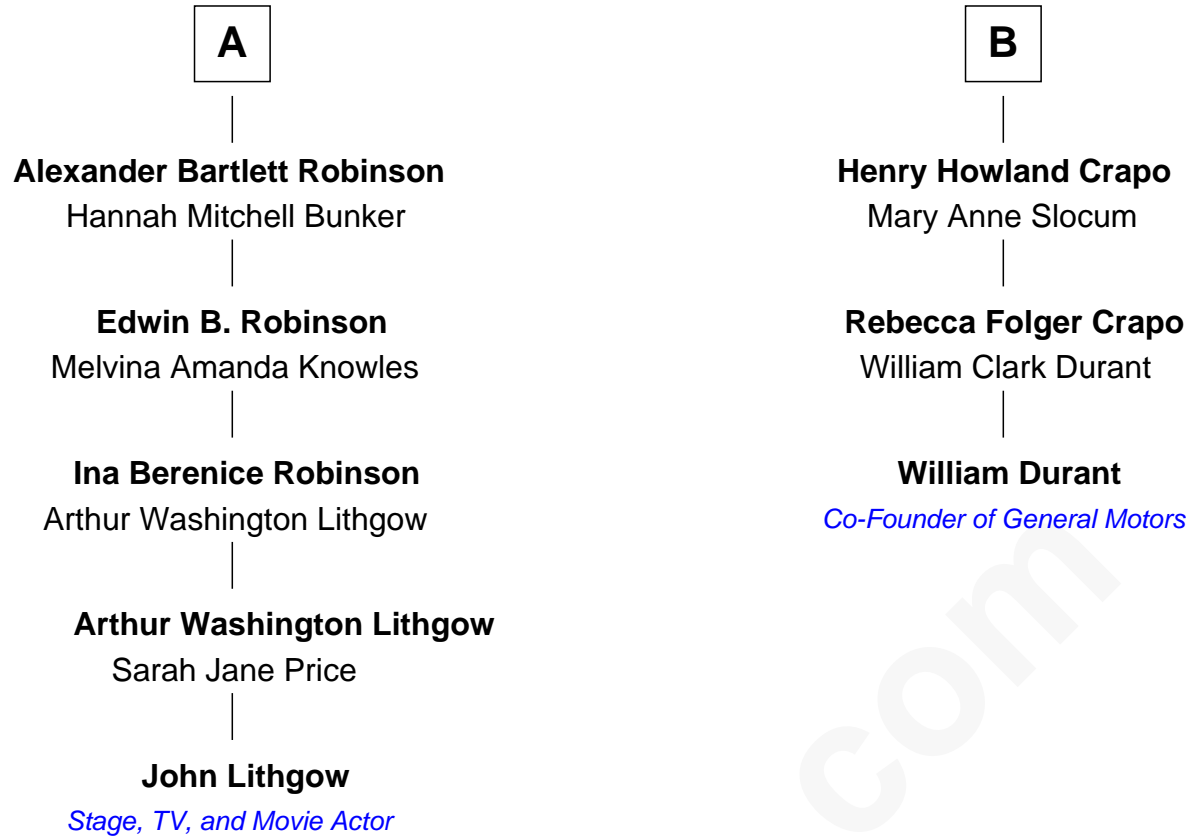 A
Alexander Bartlett Robinson
Hannah Mitchell Bunker
Edwin B. Robinson
Melvina Amanda Knowles
Ina Berenice Robinson
Arthur Washington Lithgow
Arthur Washington Lithgow
Sarah Jane Price
John Lithgow
Stage, TV, and Movie Actor
B
Henry Howland Crapo
Mary Anne Slocum
Rebecca Folger Crapo
William Clark Durant
William Durant
Co-Founder of General Motors
com